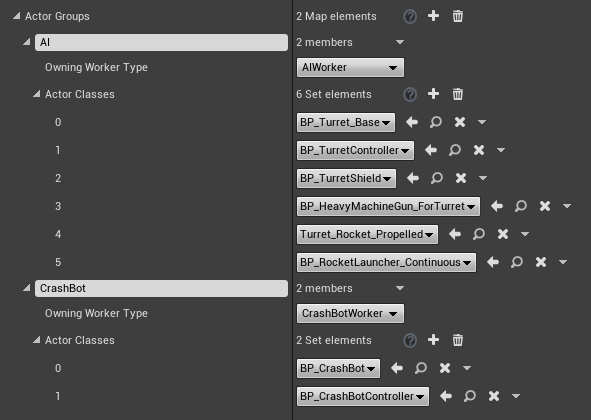 Actor Groups 2 Map elements
AI 2 members
Owning Worker Type AIWorker
Actor Classes 6 Set elements
0 BP_Turret_Base
1 BP_TurretController
2 BP_TurretShield
3 BP_HeavyMachineGun_ForTurret
4 Turret_Rocket_Propelled
5 BP_RocketLauncher_Continuous
CrashBot 2 members
Owning Worker Type CrashBotWorker
Actor Classes 2 Set elements
0 BP_CrashBot
1 BP_CrashBotController